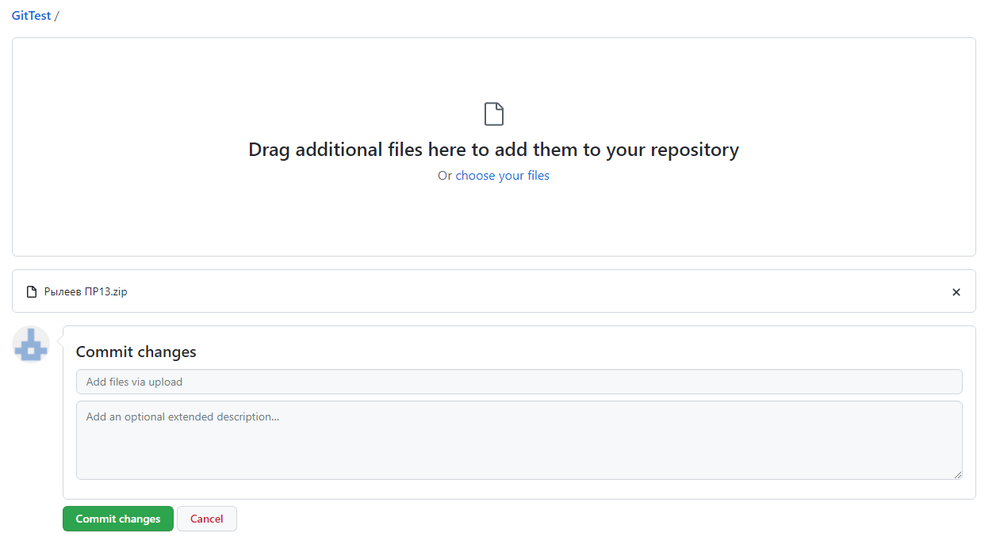 GitTest /
Drag additional files here to add them to your repository
Or choose your files
Рылеев ПР13.zip
Commit changes
Add files via upload
Add an optional extended description...
Commit changes Cancel